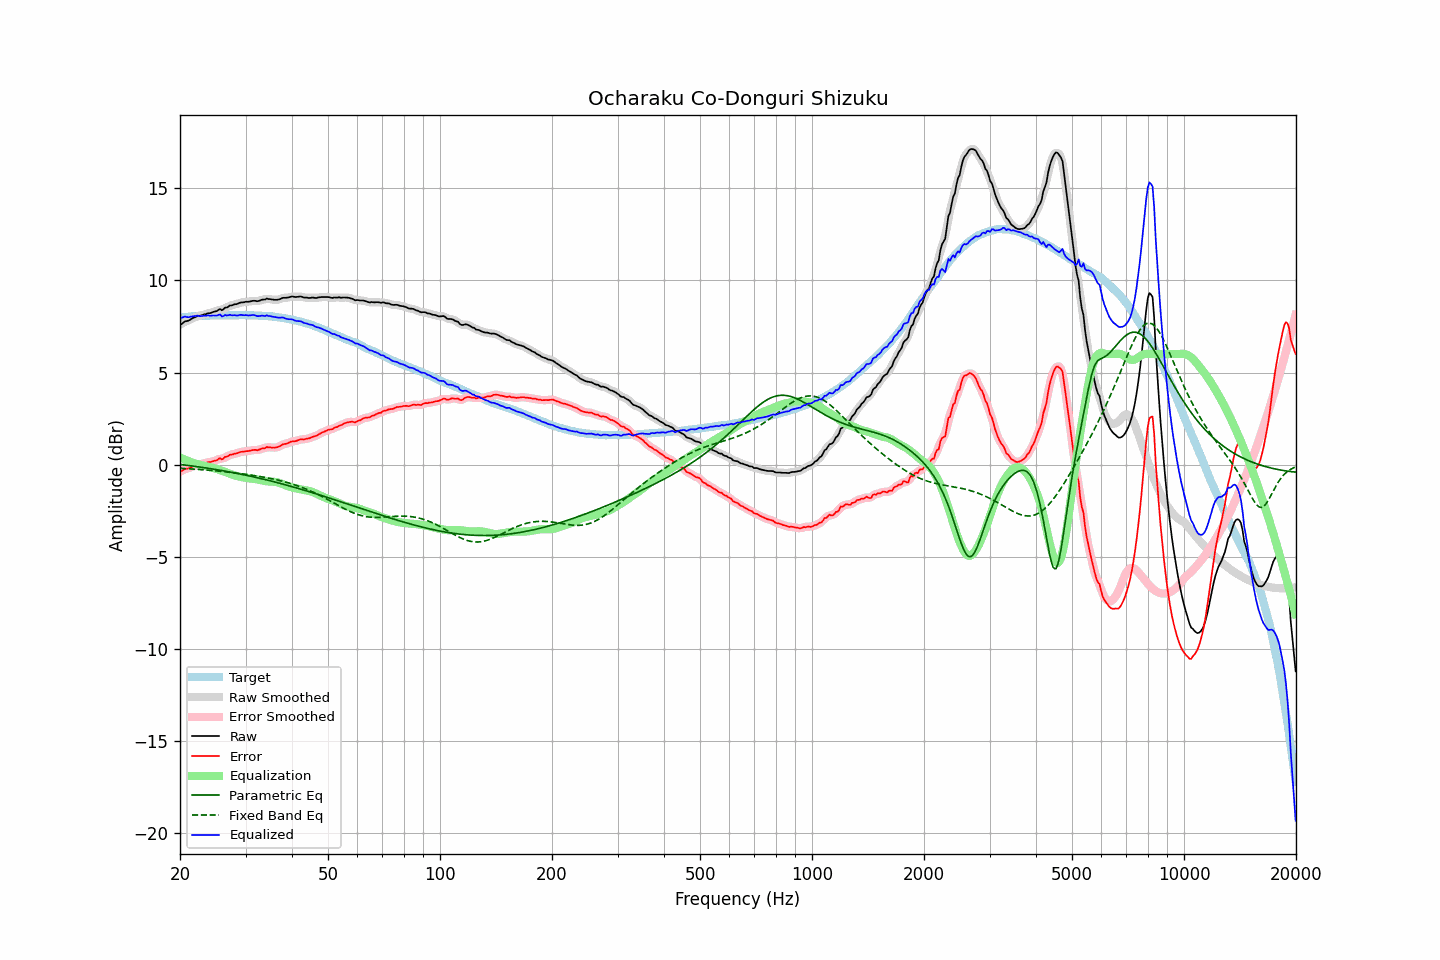 Ocharaku Co-Donguri Shizuku
Amplitude (dBr)
15
10
5
0
−5
−10
−15
−20
Target
Raw Smoothed
Error Smoothed
Raw
Error
Equalization
Parametric Eq
Fixed Band Eq
Equalized
20 50 100 200 500 1000 2000 5000 10000 20000
Frequency (Hz)